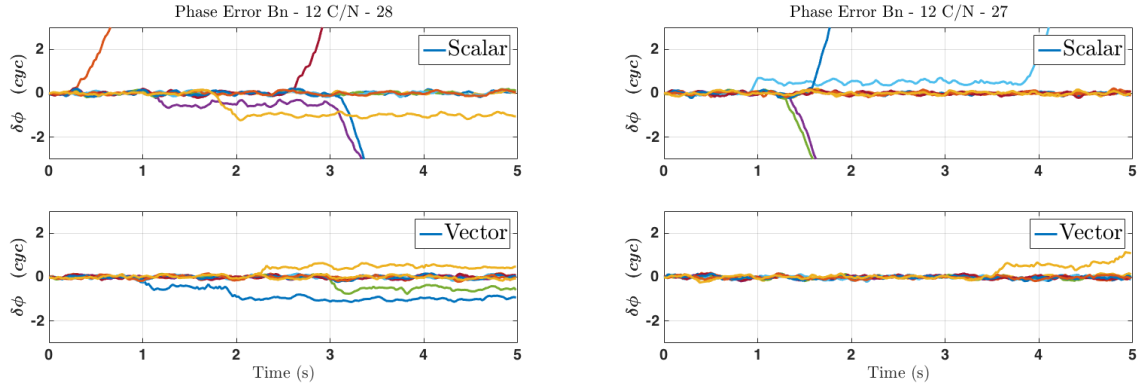 Phase Error Bn - 12 C/N - 28
δϕ (cyc)
2
0
-2
Scalar
0 1 2 3 4 5
δϕ (cyc)
2
0
-2
Vector
0 1 2 3 4 5
Time (s)
Phase Error Bn - 12 C/N - 27
δϕ (cyc)
2
0
-2
Scalar
0 1 2 3 4 5
δϕ (cyc)
2
0
-2
Vector
0 1 2 3 4 5
Time (s)